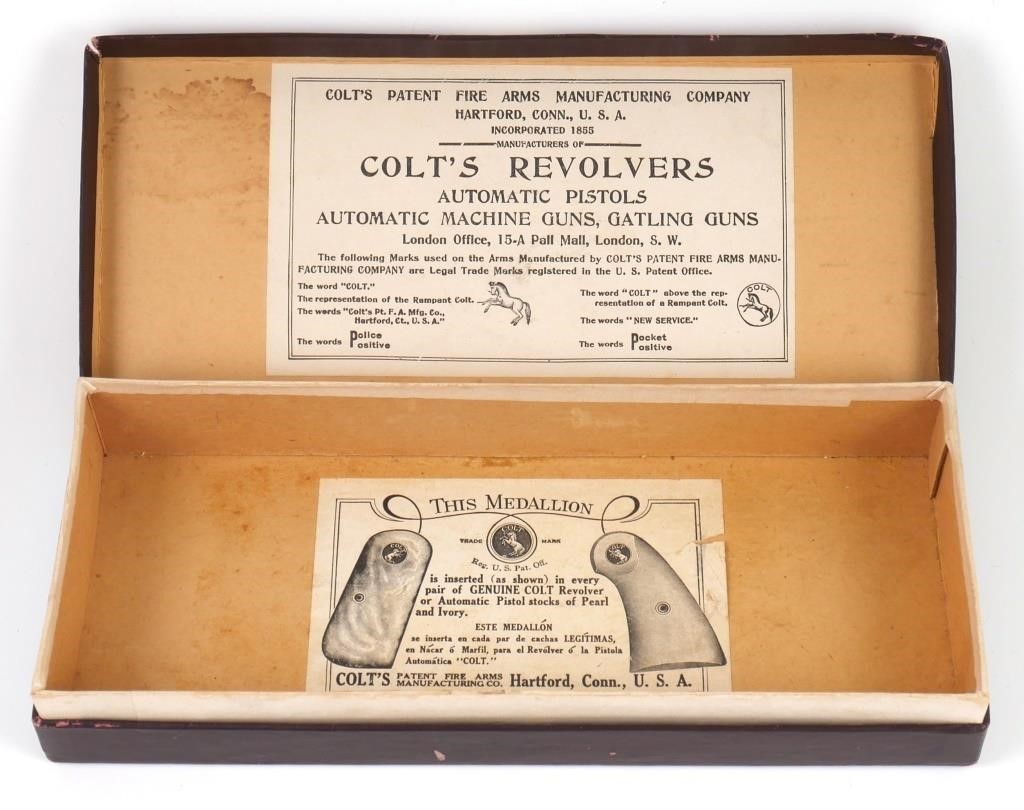 COLT'S PATENT FIRE ARMS MANUFACTURING COMPANY
HARTFORD, CONN., U. S. A.
INCORPORATED 1855
MANUFACTURERS OF
COLT'S REVOLVERS
AUTOMATIC PISTOLS
AUTOMATIC MACHINE GUNS, GATLING GUNS
London Office, 15-A Pall Mall, London, S. W.
The following Marks used on the Arms Manufactured by COLT'S PATENT FIRE ARMS MANU-
FACTURING COMPANY are Legal Trade Marks registered in the U. S. Patent Office.
The word "COLT."
The representation of the Rampant Colt.
The words "Colt's Pt. F. A. Mfg. Co.,
Hartford, Ct., U. S. A."
The words Police Positive
The word "COLT" above the rep-
resentation of a Rampant Colt.
The words "NEW SERVICE."
The words Pocket Positive
COLT
THIS MEDALLION
COLT
TRADE MARK
Reg. U. S. Pat. Off.
COLT
COLT
is inserted (as shown) in every
pair of GENUINE COLT Revolver
or Automatic Pistol stocks of Pearl
and Ivory.
ESTE MEDALLÓN
se inserta en cada par de cachas LEGÍTIMAS,
en Nácar ó Marfil, para el Revólver ó la Pistola
Automática "COLT."
COLT'S PATENT FIRE ARMS MANUFACTURING CO. Hartford, Conn., U. S. A.